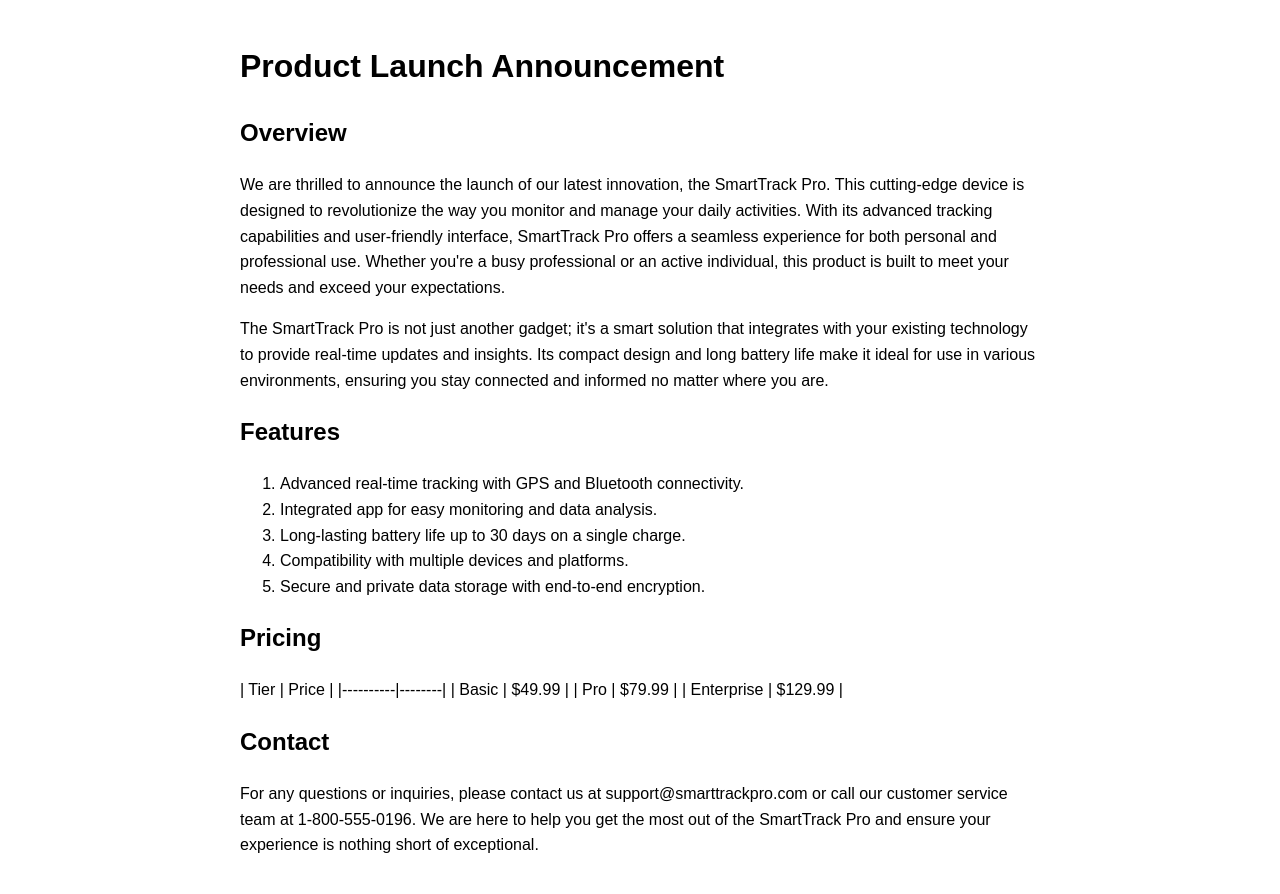 Product Launch Announcement
Overview
We are thrilled to announce the launch of our latest innovation, the SmartTrack Pro. This cutting-edge device is
designed to revolutionize the way you monitor and manage your daily activities. With its advanced tracking
capabilities and user-friendly interface, SmartTrack Pro offers a seamless experience for both personal and
professional use. Whether you're a busy professional or an active individual, this product is built to meet your
needs and exceed your expectations.
The SmartTrack Pro is not just another gadget; it's a smart solution that integrates with your existing technology
to provide real-time updates and insights. Its compact design and long battery life make it ideal for use in various
environments, ensuring you stay connected and informed no matter where you are.
Features
1. Advanced real-time tracking with GPS and Bluetooth connectivity.
2. Integrated app for easy monitoring and data analysis.
3. Long-lasting battery life up to 30 days on a single charge.
4. Compatibility with multiple devices and platforms.
5. Secure and private data storage with end-to-end encryption.
Pricing
| Tier | Price | |----------|--------| | Basic | $49.99 | | Pro | $79.99 | | Enterprise | $129.99 |
Contact
For any questions or inquiries, please contact us at support@smarttrackpro.com or call our customer service
team at 1-800-555-0196. We are here to help you get the most out of the SmartTrack Pro and ensure your
experience is nothing short of exceptional.